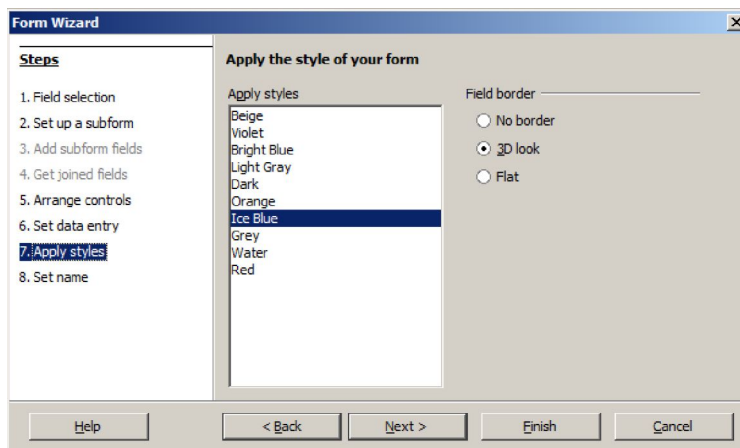 Form Wizard
Steps
1. Field selection
2. Set up a subform
3. Add subform fields
4. Get joined fields
5. Arrange controls
6. Set data entry
7. Apply styles
8. Set name
Apply the style of your form
Apply styles
Beige
Violet
Bright Blue
Light Gray
Dark
Orange
Ice Blue
Grey
Water
Red
Field border
No border
3D look
Flat
Help
< Back
Next >
Finish
Cancel